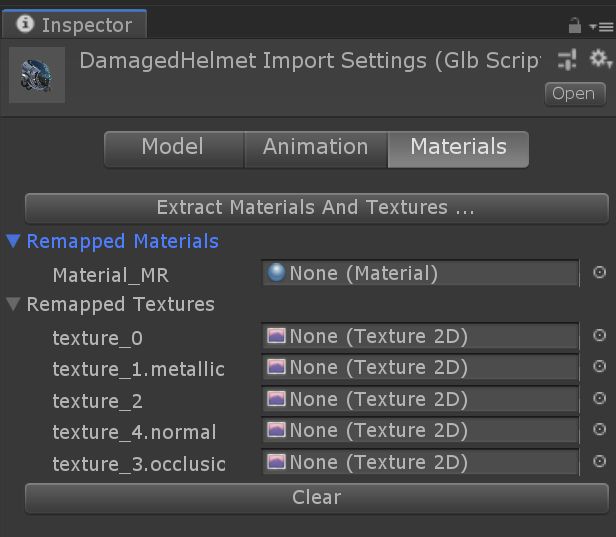 Inspector
DamagedHelmet Import Settings (Glb Script
Open
Model Animation Materials
Extract Materials And Textures ...
Remapped Materials
Material_MR None (Material)
Remapped Textures
texture_0 None (Texture 2D)
texture_1.metallic None (Texture 2D)
texture_2 None (Texture 2D)
texture_4.normal None (Texture 2D)
texture_3.occlusic None (Texture 2D)
Clear